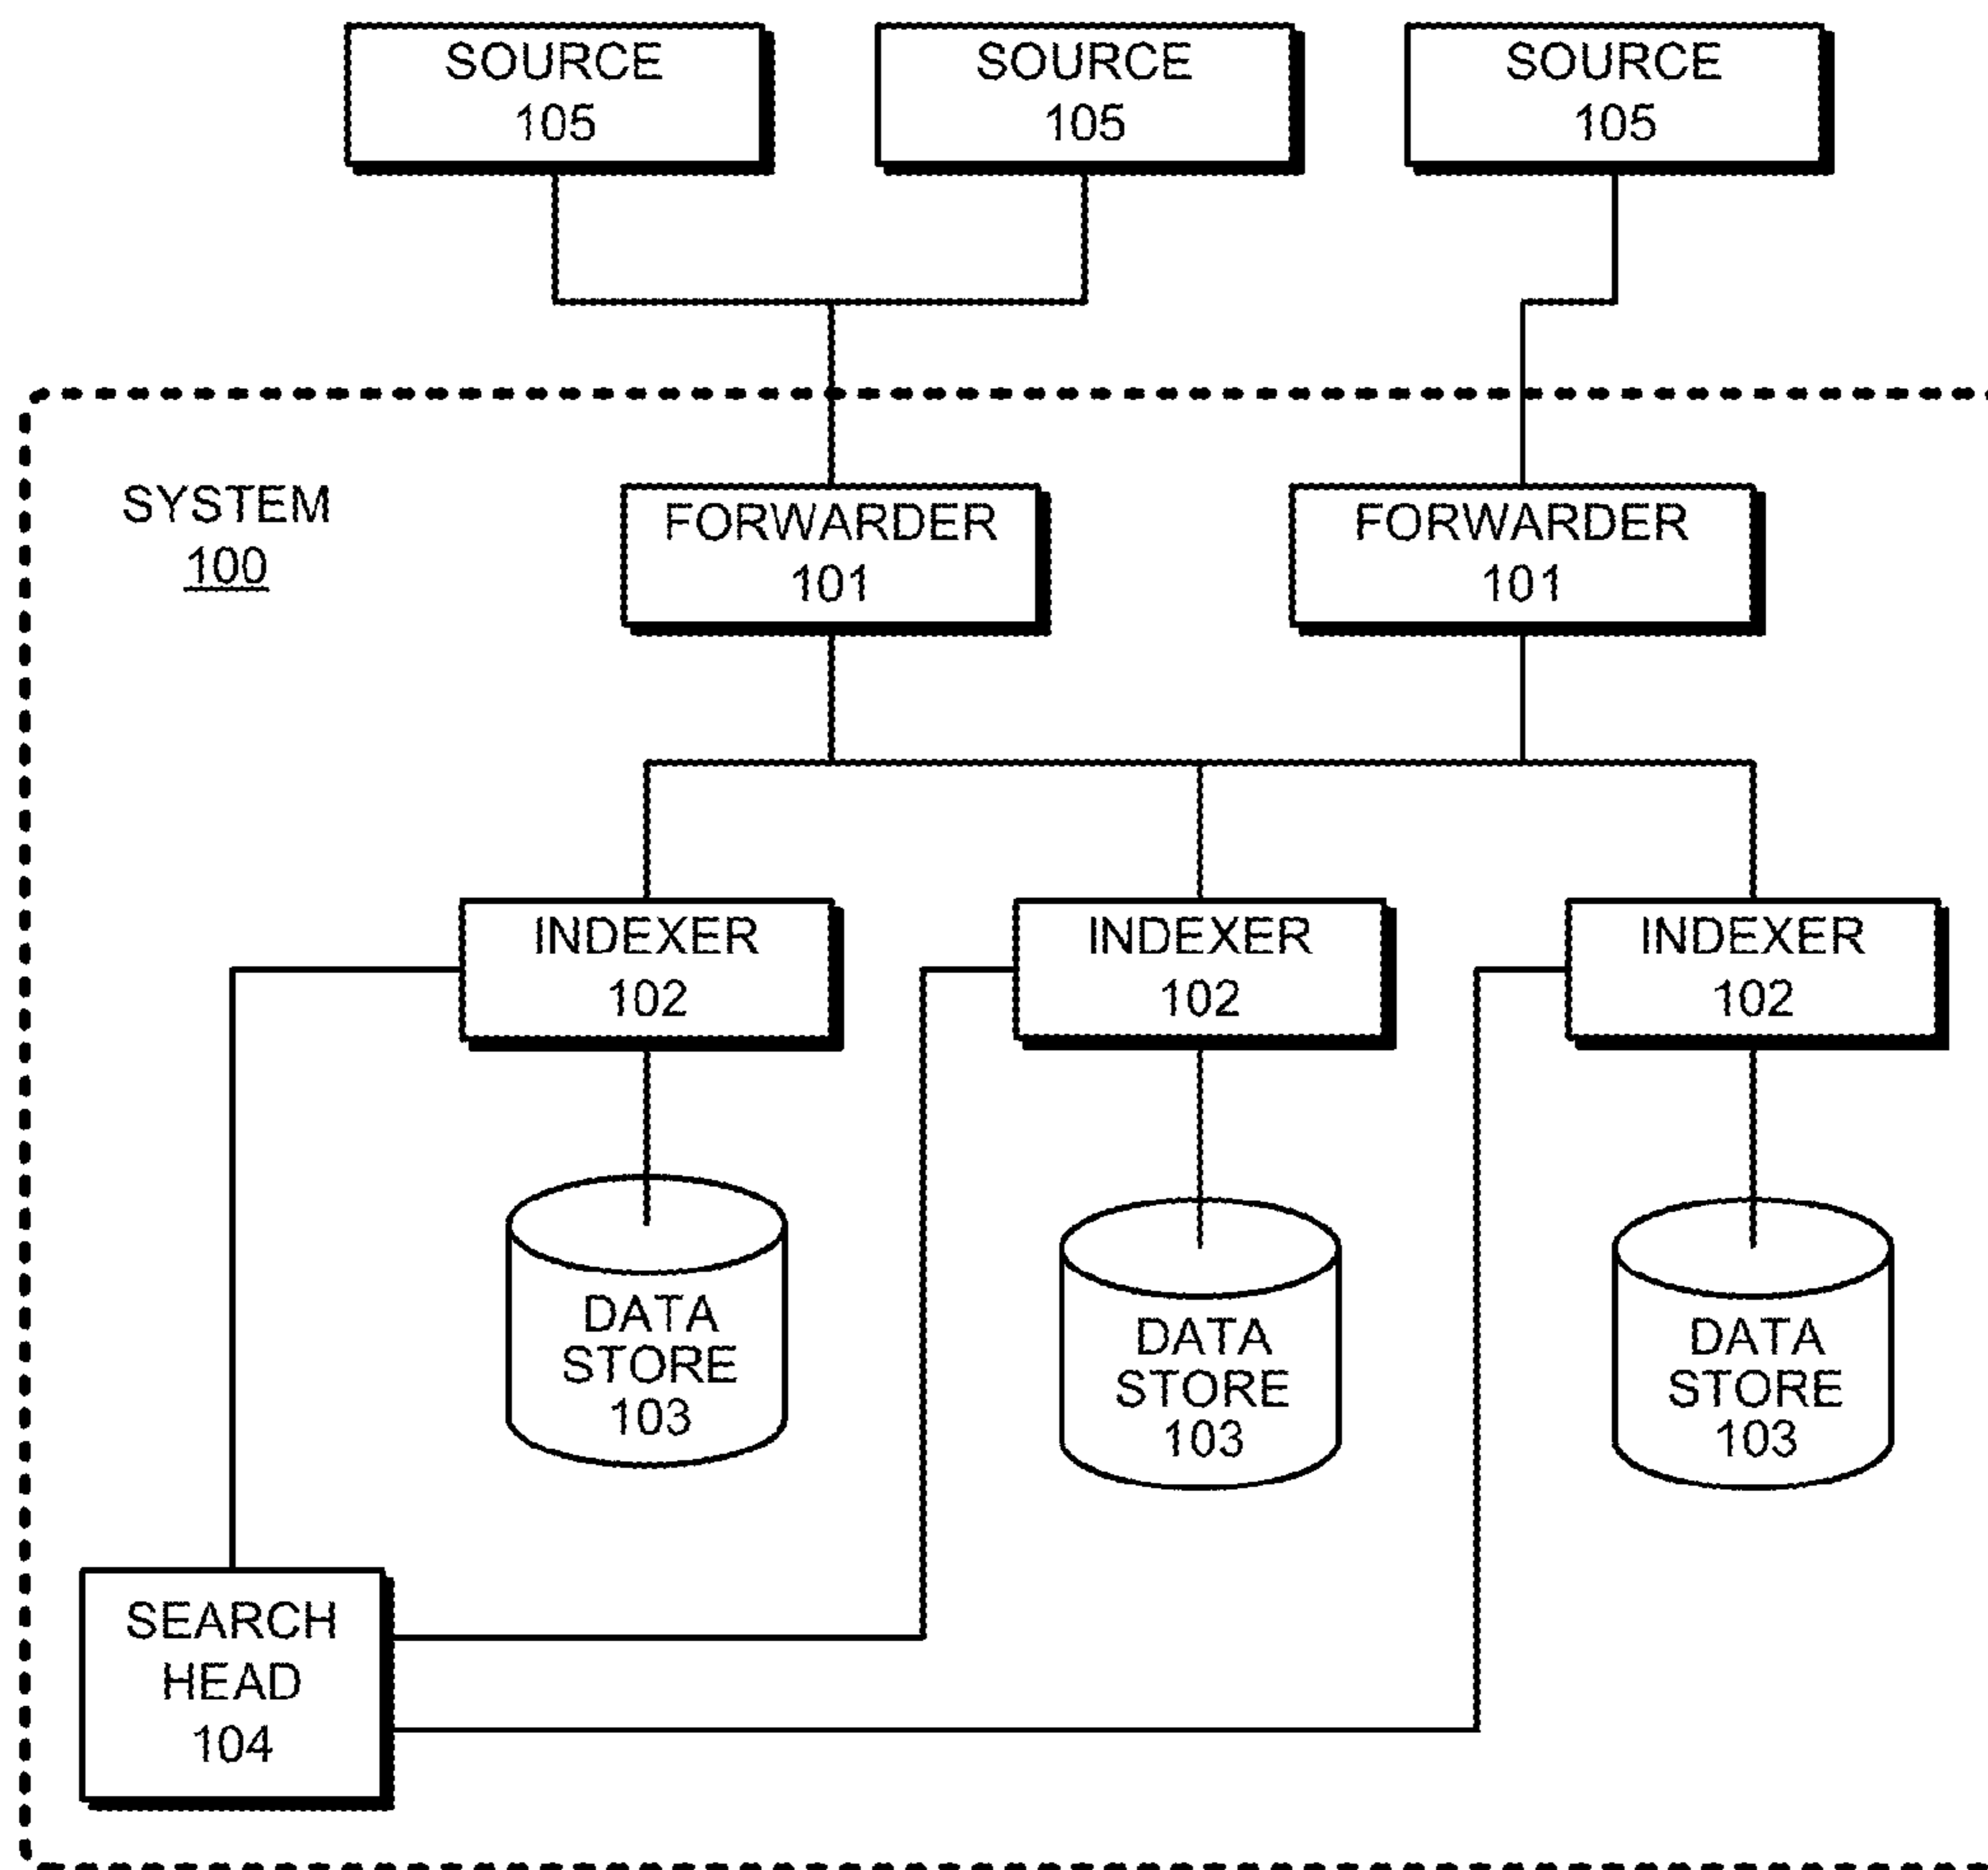 SOURCE
105
SOURCE
105
SOURCE
105
SYSTEM
100
FORWARDER
101
FORWARDER
101
INDEXER
102
INDEXER
102
INDEXER
102
DATA
STORE
103
DATA
STORE
103
DATA
STORE
103
SEARCH
HEAD
104